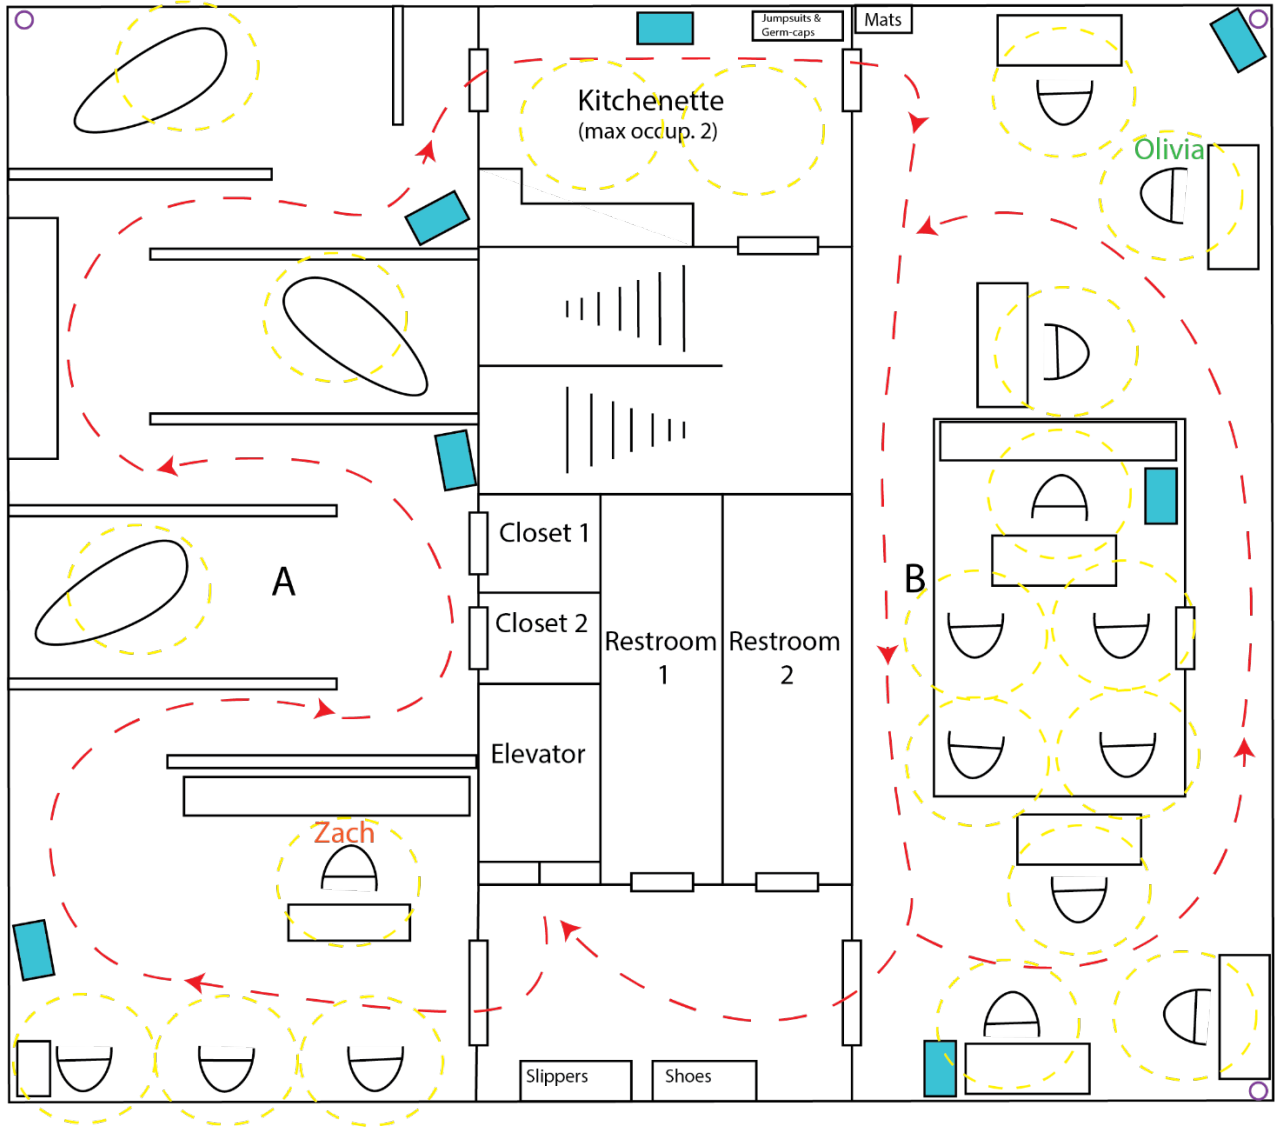 Jumpsuits &
Germ-caps
Mats
Kitchenette
(max occup. 2)
Olivia
Closet 1
A
B
Closet 2
Restroom
1
Restroom
2
Elevator
Zach
Slippers
Shoes